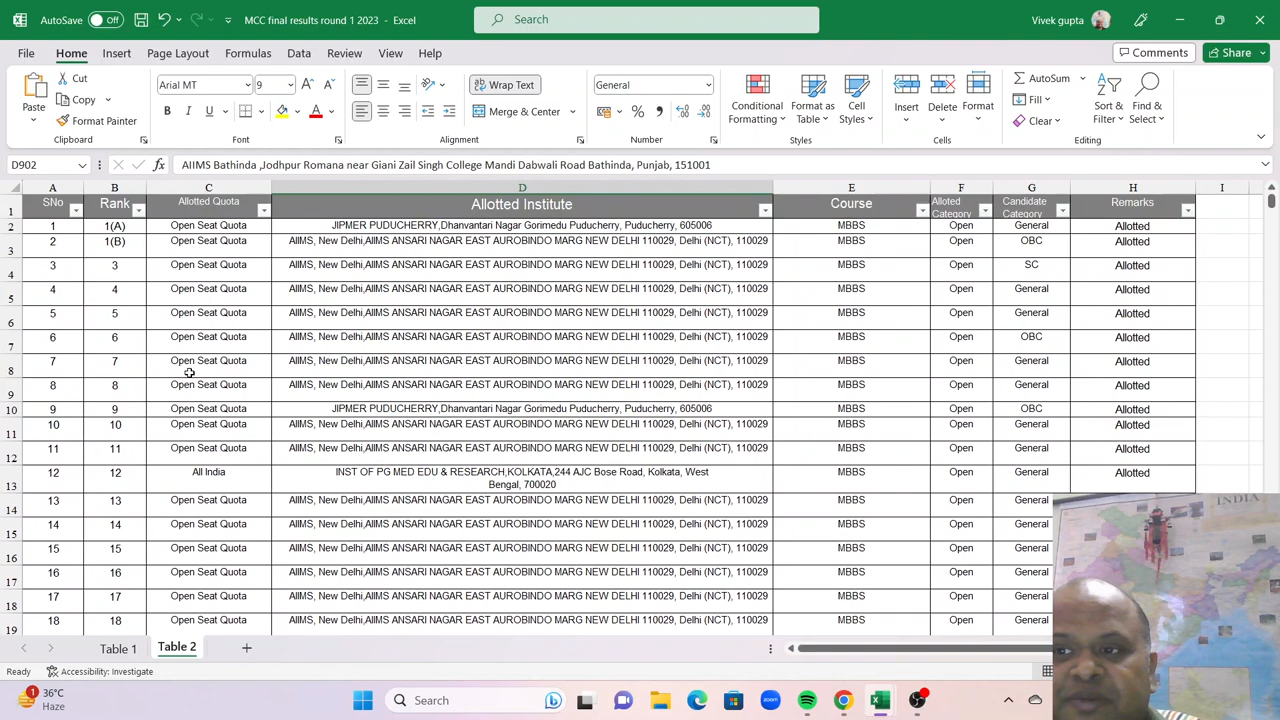 AutoSave Off MCC final results round 1 2023 - Excel Search Vivek gupta
File Home Insert Page Layout Formulas Data Review View Help Comments Share
Paste Cut Copy Format Painter Clipboard
Arial MT 9 B I U A Font
Wrap Text Merge & Center Alignment
General % Number
Conditional Formatting Format as Table Cell Styles Styles
Insert Delete Format Cells
AutoSum Fill Clear Sort & Filter Find & Select Editing
D902 fx AIIMS Bathinda ,Jodhpur Romana near Giani Zail Singh College Mandi Dabwali Road Bathinda, Punjab, 151001
A B C D E F G H I
1 SNo Rank Allotted Quota Allotted Institute Course Alloted Category Candidate Category Remarks
2 1 1(A) Open Seat Quota JIPMER PUDUCHERRY,Dhanvantari Nagar Gorimedu Puducherry, Puducherry, 605006 MBBS Open General Allotted
3 2 1(B) Open Seat Quota AIIMS, New Delhi,AIIMS ANSARI NAGAR EAST AUROBINDO MARG NEW DELHI 110029, Delhi (NCT), 110029 MBBS Open OBC Allotted
4 3 3 Open Seat Quota AIIMS, New Delhi,AIIMS ANSARI NAGAR EAST AUROBINDO MARG NEW DELHI 110029, Delhi (NCT), 110029 MBBS Open SC Allotted
5 4 4 Open Seat Quota AIIMS, New Delhi,AIIMS ANSARI NAGAR EAST AUROBINDO MARG NEW DELHI 110029, Delhi (NCT), 110029 MBBS Open General Allotted
6 5 5 Open Seat Quota AIIMS, New Delhi,AIIMS ANSARI NAGAR EAST AUROBINDO MARG NEW DELHI 110029, Delhi (NCT), 110029 MBBS Open General Allotted
7 6 6 Open Seat Quota AIIMS, New Delhi,AIIMS ANSARI NAGAR EAST AUROBINDO MARG NEW DELHI 110029, Delhi (NCT), 110029 MBBS Open OBC Allotted
8 7 7 Open Seat Quota AIIMS, New Delhi,AIIMS ANSARI NAGAR EAST AUROBINDO MARG NEW DELHI 110029, Delhi (NCT), 110029 MBBS Open General Allotted
9 8 8 Open Seat Quota AIIMS, New Delhi,AIIMS ANSARI NAGAR EAST AUROBINDO MARG NEW DELHI 110029, Delhi (NCT), 110029 MBBS Open General Allotted
10 9 9 Open Seat Quota JIPMER PUDUCHERRY,Dhanvantari Nagar Gorimedu Puducherry, Puducherry, 605006 MBBS Open OBC Allotted
11 10 10 Open Seat Quota AIIMS, New Delhi,AIIMS ANSARI NAGAR EAST AUROBINDO MARG NEW DELHI 110029, Delhi (NCT), 110029 MBBS Open General Allotted
12 11 11 Open Seat Quota AIIMS, New Delhi,AIIMS ANSARI NAGAR EAST AUROBINDO MARG NEW DELHI 110029, Delhi (NCT), 110029 MBBS Open General Allotted
13 12 12 All India INST OF PG MED EDU & RESEARCH,KOLKATA,244 AJC Bose Road, Kolkata, West Bengal, 700020 MBBS Open General Allotted
14 13 13 Open Seat Quota AIIMS, New Delhi,AIIMS ANSARI NAGAR EAST AUROBINDO MARG NEW DELHI 110029, Delhi (NCT), 110029 MBBS Open General
15 14 14 Open Seat Quota AIIMS, New Delhi,AIIMS ANSARI NAGAR EAST AUROBINDO MARG NEW DELHI 110029, Delhi (NCT), 110029 MBBS Open General
16 15 15 Open Seat Quota AIIMS, New Delhi,AIIMS ANSARI NAGAR EAST AUROBINDO MARG NEW DELHI 110029, Delhi (NCT), 110029 MBBS Open General
17 16 16 Open Seat Quota AIIMS, New Delhi,AIIMS ANSARI NAGAR EAST AUROBINDO MARG NEW DELHI 110029, Delhi (NCT), 110029 MBBS Open General
18 17 17 Open Seat Quota AIIMS, New Delhi,AIIMS ANSARI NAGAR EAST AUROBINDO MARG NEW DELHI 110029, Delhi (NCT), 110029 MBBS Open General
19 18 18 Open Seat Quota AIIMS, New Delhi,AIIMS ANSARI NAGAR EAST AUROBINDO MARG NEW DELHI 110029, Delhi (NCT), 110029 MBBS Open
INDIA
Table 1 Table 2
Ready Accessibility: Investigate
1 36°C Haze Search zoom